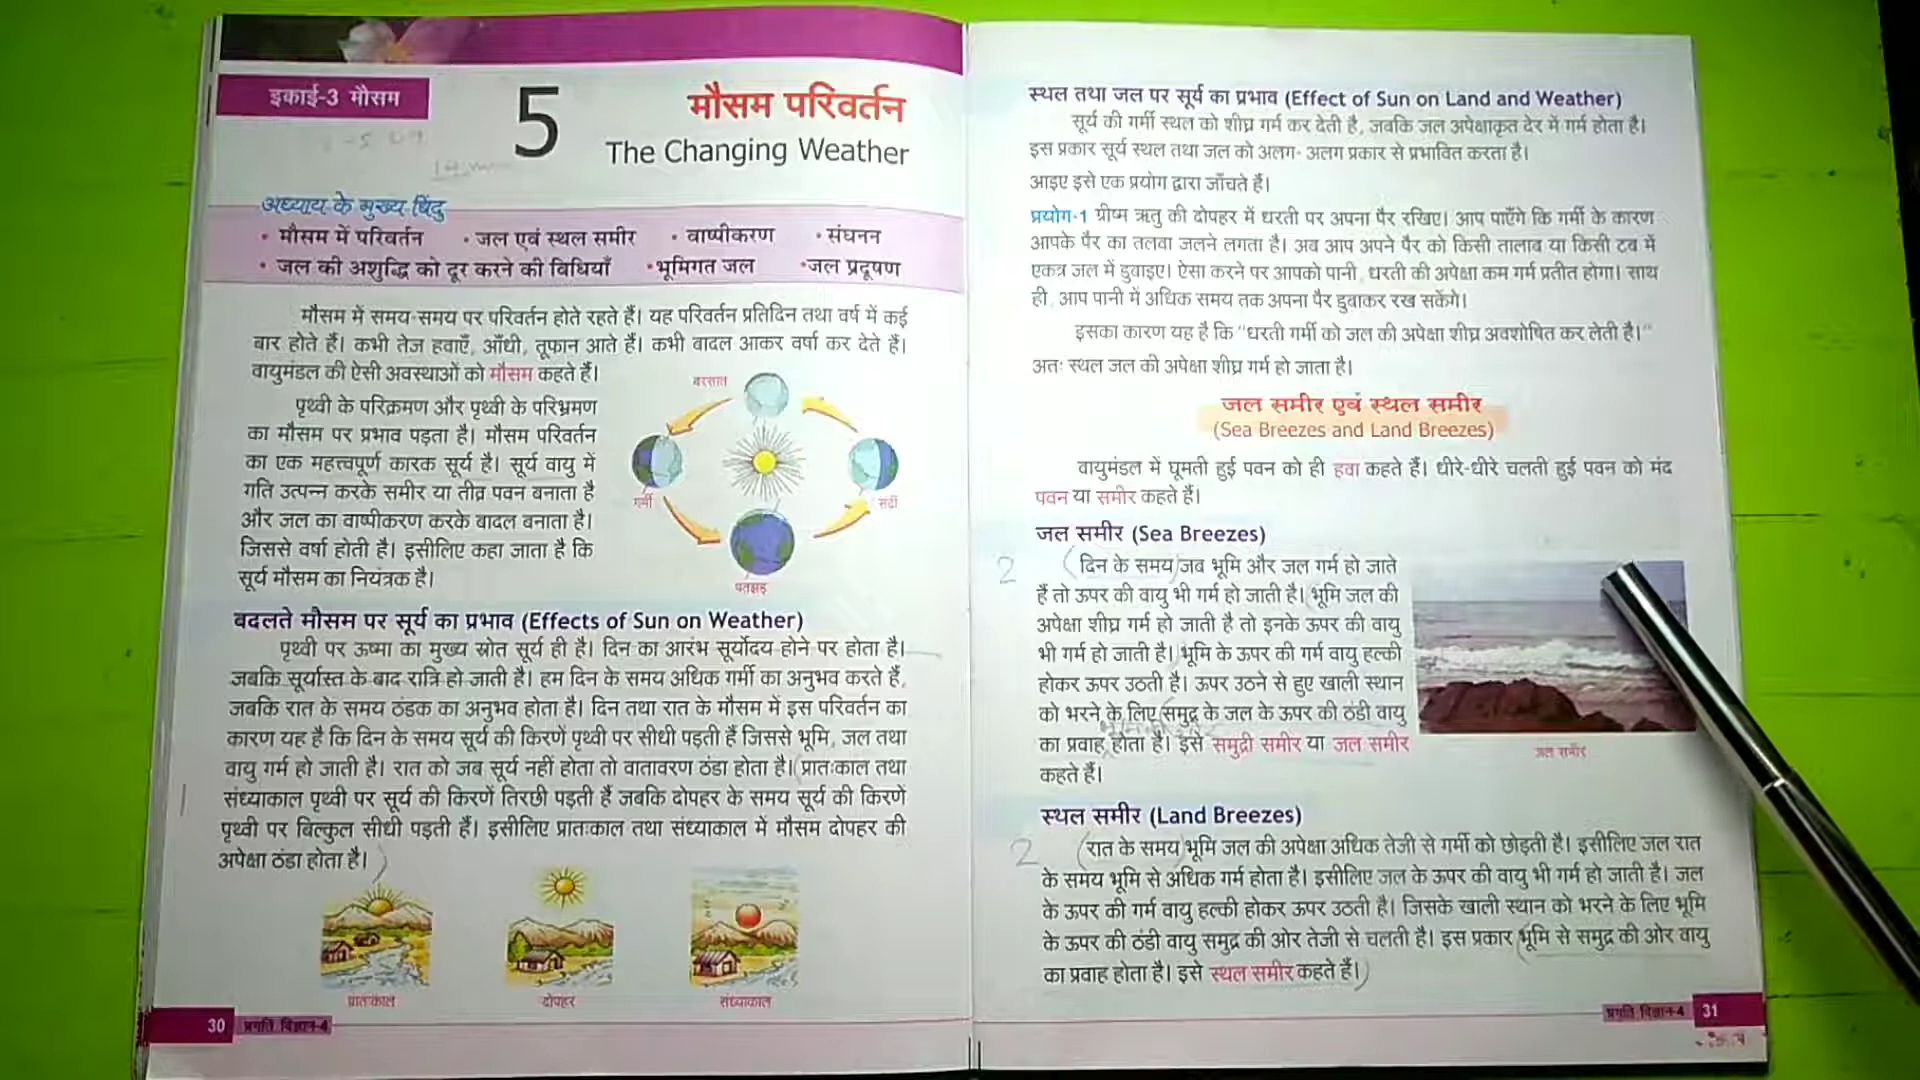 इकाई-3 मौसम
5
मौसम परिवर्तन
The Changing Weather
अध्याय के मुख्य बिंदु
• मौसम में परिवर्तन • जल एवं स्थल समीर • वाष्पीकरण • संघनन
• जल की अशुद्धि को दूर करने की विधियाँ • भूमिगत जल • जल प्रदूषण
मौसम में समय-समय पर परिवर्तन होते रहते हैं। यह परिवर्तन प्रतिदिन तथा वर्ष में कई
बार होते हैं। कभी तेज हवाएँ, आँधी, तूफान आते हैं। कभी बादल आकर वर्षा कर देते हैं।
वायुमंडल की ऐसी अवस्थाओं को मौसम कहते हैं।
पृथ्वी के परिक्रमण और पृथ्वी के परिभ्रमण
का मौसम पर प्रभाव पड़ता है। मौसम परिवर्तन
का एक महत्त्वपूर्ण कारक सूर्य है। सूर्य वायु में
गति उत्पन्न करके समीर या तीव्र पवन बनाता है
और जल का वाष्पीकरण करके बादल बनाता है।
जिससे वर्षा होती है। इसीलिए कहा जाता है कि
सूर्य मौसम का नियंत्रक है।
बरसात
गर्मी
सर्दी
पतझड़
बदलते मौसम पर सूर्य का प्रभाव (Effects of Sun on Weather)
पृथ्वी पर ऊष्मा का मुख्य स्रोत सूर्य ही है। दिन का आरंभ सूर्योदय होने पर होता है।
जबकि सूर्यास्त के बाद रात्रि हो जाती है। हम दिन के समय अधिक गर्मी का अनुभव करते हैं,
जबकि रात के समय ठंडक का अनुभव होता है। दिन तथा रात के मौसम में इस परिवर्तन का
कारण यह है कि दिन के समय सूर्य की किरणें पृथ्वी पर सीधी पड़ती हैं जिससे भूमि, जल तथा
वायु गर्म हो जाती है। रात को जब सूर्य नहीं होता तो वातावरण ठंडा होता है। (प्रातःकाल तथा
संध्याकाल पृथ्वी पर सूर्य की किरणें तिरछी पड़ती हैं जबकि दोपहर के समय सूर्य की किरणें
पृथ्वी पर बिल्कुल सीधी पड़ती हैं। इसीलिए प्रातःकाल तथा संध्याकाल में मौसम दोपहर की
अपेक्षा ठंडा होता है।)
प्रातःकाल दोपहर संध्याकाल
30 प्रगति विज्ञान-4
स्थल तथा जल पर सूर्य का प्रभाव (Effect of Sun on Land and Weather)
सूर्य की गर्मी स्थल को शीघ्र गर्म कर देती है, जबकि जल अपेक्षाकृत देर में गर्म होता है।
इस प्रकार सूर्य स्थल तथा जल को अलग- अलग प्रकार से प्रभावित करता है।
आइए इसे एक प्रयोग द्वारा जाँचते हैं।
प्रयोग-1 ग्रीष्म ऋतु की दोपहर में धरती पर अपना पैर रखिए। आप पाएँगे कि गर्मी के कारण
आपके पैर का तलवा जलने लगता है। अब आप अपने पैर को किसी तालाब या किसी टब में
एकत्र जल में डुबाइए। ऐसा करने पर आपको पानी, धरती की अपेक्षा कम गर्म प्रतीत होगा। साथ
ही, आप पानी में अधिक समय तक अपना पैर डुबाकर रख सकेंगे।
इसका कारण यह है कि "धरती गर्मी को जल की अपेक्षा शीघ्र अवशोषित कर लेती है।"
अतः स्थल जल की अपेक्षा शीघ्र गर्म हो जाता है।
जल समीर एवं स्थल समीर
(Sea Breezes and Land Breezes)
वायुमंडल में घूमती हुई पवन को ही हवा कहते हैं। धीरे-धीरे चलती हुई पवन को मंद
पवन या समीर कहते हैं।
जल समीर (Sea Breezes)
2 (दिन के समय) जब भूमि और जल गर्म हो जाते
हैं तो ऊपर की वायु भी गर्म हो जाती है। भूमि जल की
अपेक्षा शीघ्र गर्म हो जाती है तो इनके ऊपर की वायु
भी गर्म हो जाती है। भूमि के ऊपर की गर्म वायु हल्की
होकर ऊपर उठती है। ऊपर उठने से हुए खाली स्थान
को भरने के लिए समुद्र के जल के ऊपर की ठंडी वायु
का प्रवाह होता है। इसे समुद्री समीर या जल समीर
कहते हैं।
जल समीर
स्थल समीर (Land Breezes)
2 (रात के समय) भूमि जल की अपेक्षा अधिक तेजी से गर्मी को छोड़ती है। इसीलिए जल रात
के समय भूमि से अधिक गर्म होता है। इसीलिए जल के ऊपर की वायु भी गर्म हो जाती है। जल
के ऊपर की गर्म वायु हल्की होकर ऊपर उठती है। जिसके खाली स्थान को भरने के लिए भूमि
के ऊपर की ठंडी वायु समुद्र की ओर तेजी से चलती है। इस प्रकार (भूमि से समुद्र की ओर वायु
का प्रवाह होता है। इसे स्थल समीर कहते हैं।)
प्रगति विज्ञान-4 31